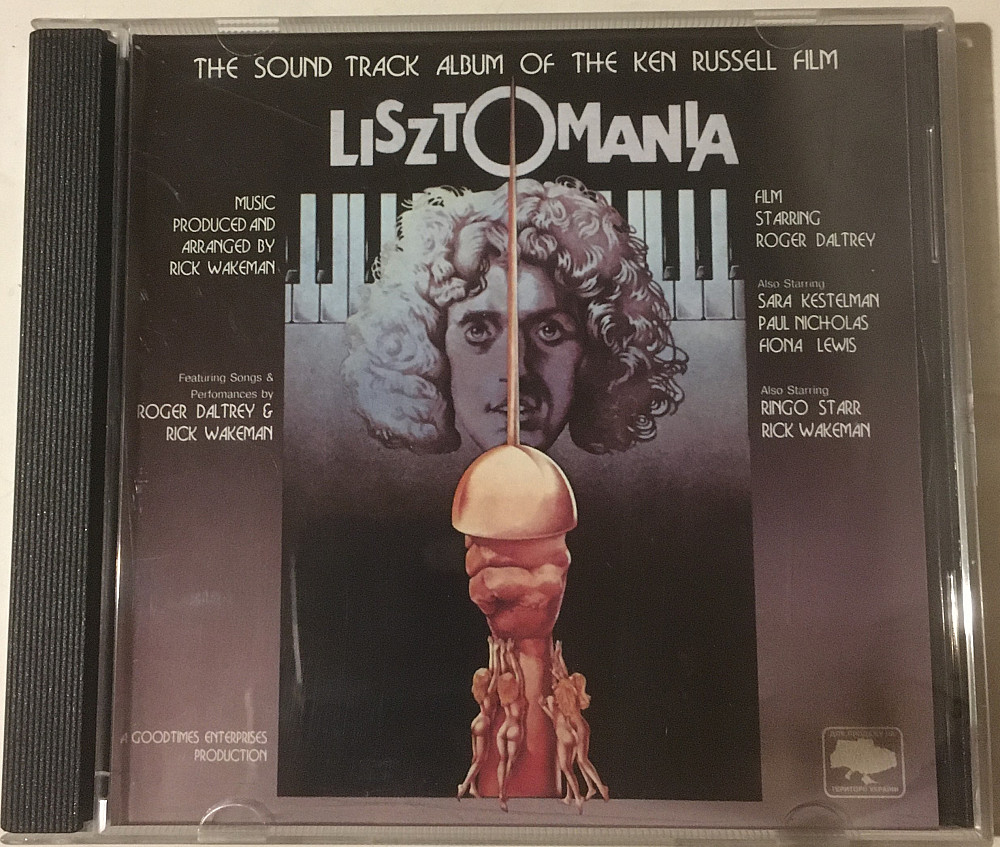 THE SOUND TRACK ALBUM OF THE KEN RUSSELL FILM
LISZTOMANIA
MUSIC
PRODUCED AND
ARRANGED BY
RICK WAKEMAN
Featuring Songs &
Perfomances by
ROGER DALTREY &
RICK WAKEMAN
FILM
STARRING
ROGER DALTREY
Also Starring
SARA KESTELMAN
PAUL NICHOLAS
FIONA LEWIS
Also Starring
RINGO STARR
RICK WAKEMAN
A GOODTIMES ENTERPRISES
PRODUCTION
УКРАЇНИ